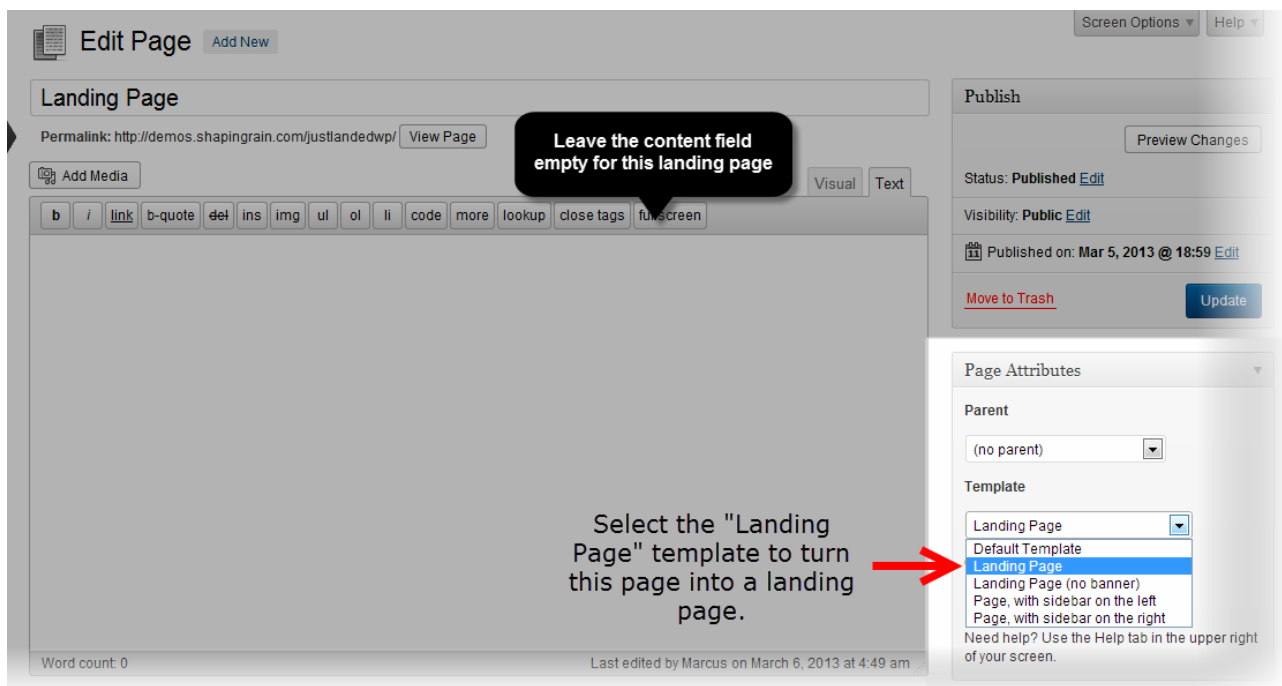 Screen Options Help
Edit Page Add New
Landing Page
Permalink: http://demos.shapingrain.com/justlandedwp/ View Page
Leave the content field
empty for this landing page
Add Media
Visual Text
b i link b-quote del ins img ul ol li code more lookup close tags fullscreen
Select the "Landing
Page" template to turn
this page into a landing
page.
Word count: 0 Last edited by Marcus on March 6, 2013 at 4:49 am
Publish
Preview Changes
Status: Published Edit
Visibility: Public Edit
11 Published on: Mar 5, 2013 @ 18:59 Edit
Move to Trash Update
Page Attributes
Parent
(no parent)
Template
Landing Page
Default Template
Landing Page
Landing Page (no banner)
Page, with sidebar on the left
Page, with sidebar on the right
Need help? Use the Help tab in the upper right
of your screen.